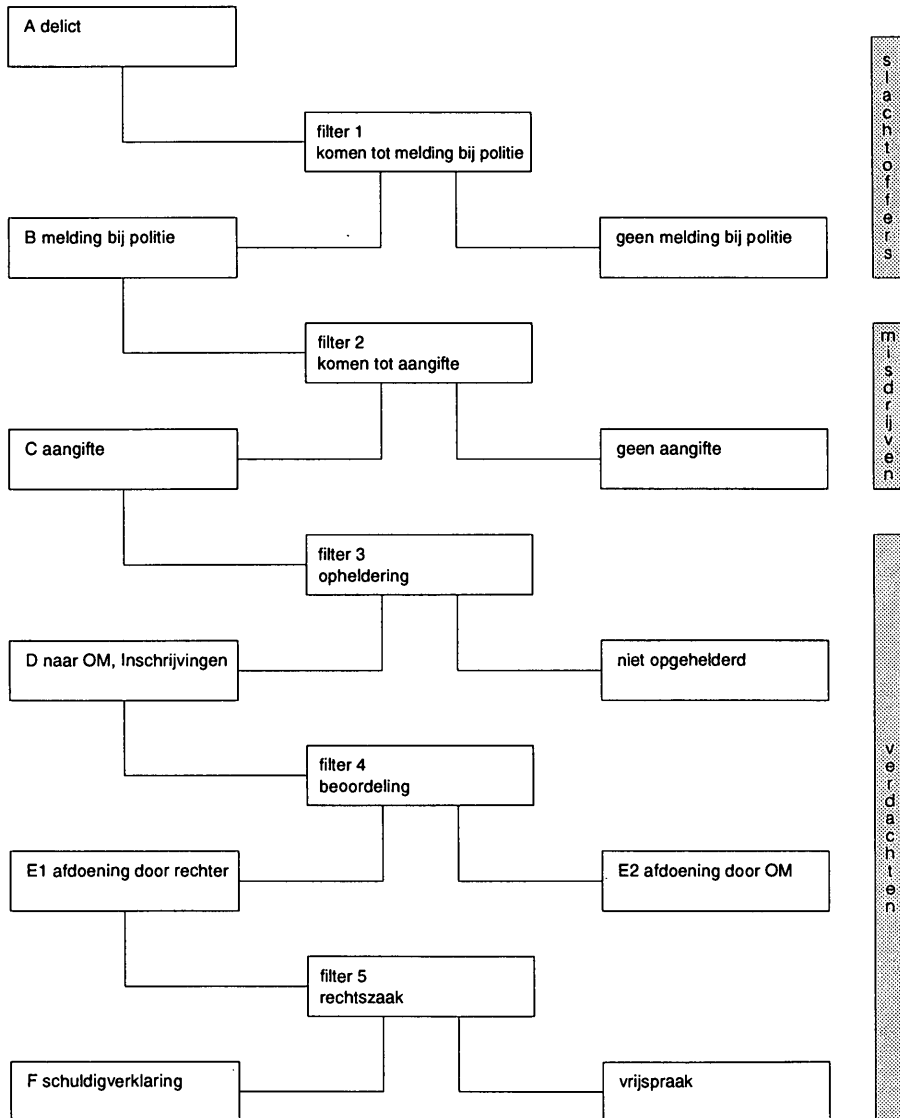 A delict
filter 1
komen tot melding bij politie
B melding bij politie
geen melding bij politie
slachtoffers
filter 2
komen tot aangifte
C aangifte
geen aangifte
misdrijven
filter 3
opheldering
D naar OM, Inschrijvingen
niet opgehelderd
filter 4
beoordeling
E1 afdoening door rechter
E2 afdoening door OM
filter 5
rechtszaak
F schuldigverklaring
vrijspraak
verdachten